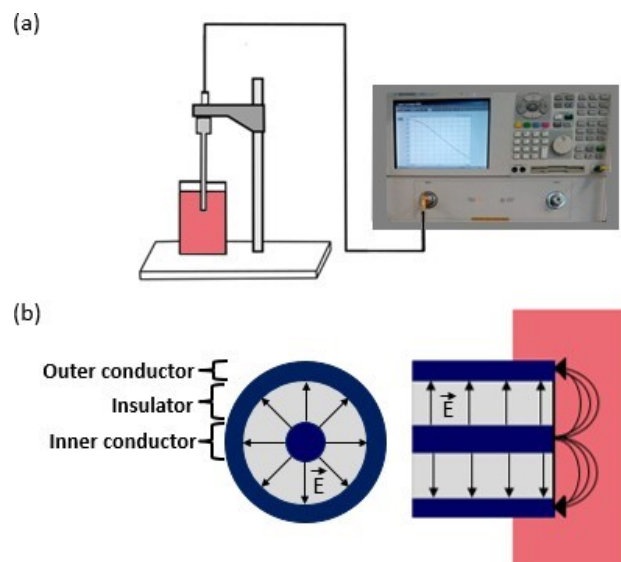 (a)
(b)
Outer conductor
Insulator
Inner conductor
E
E